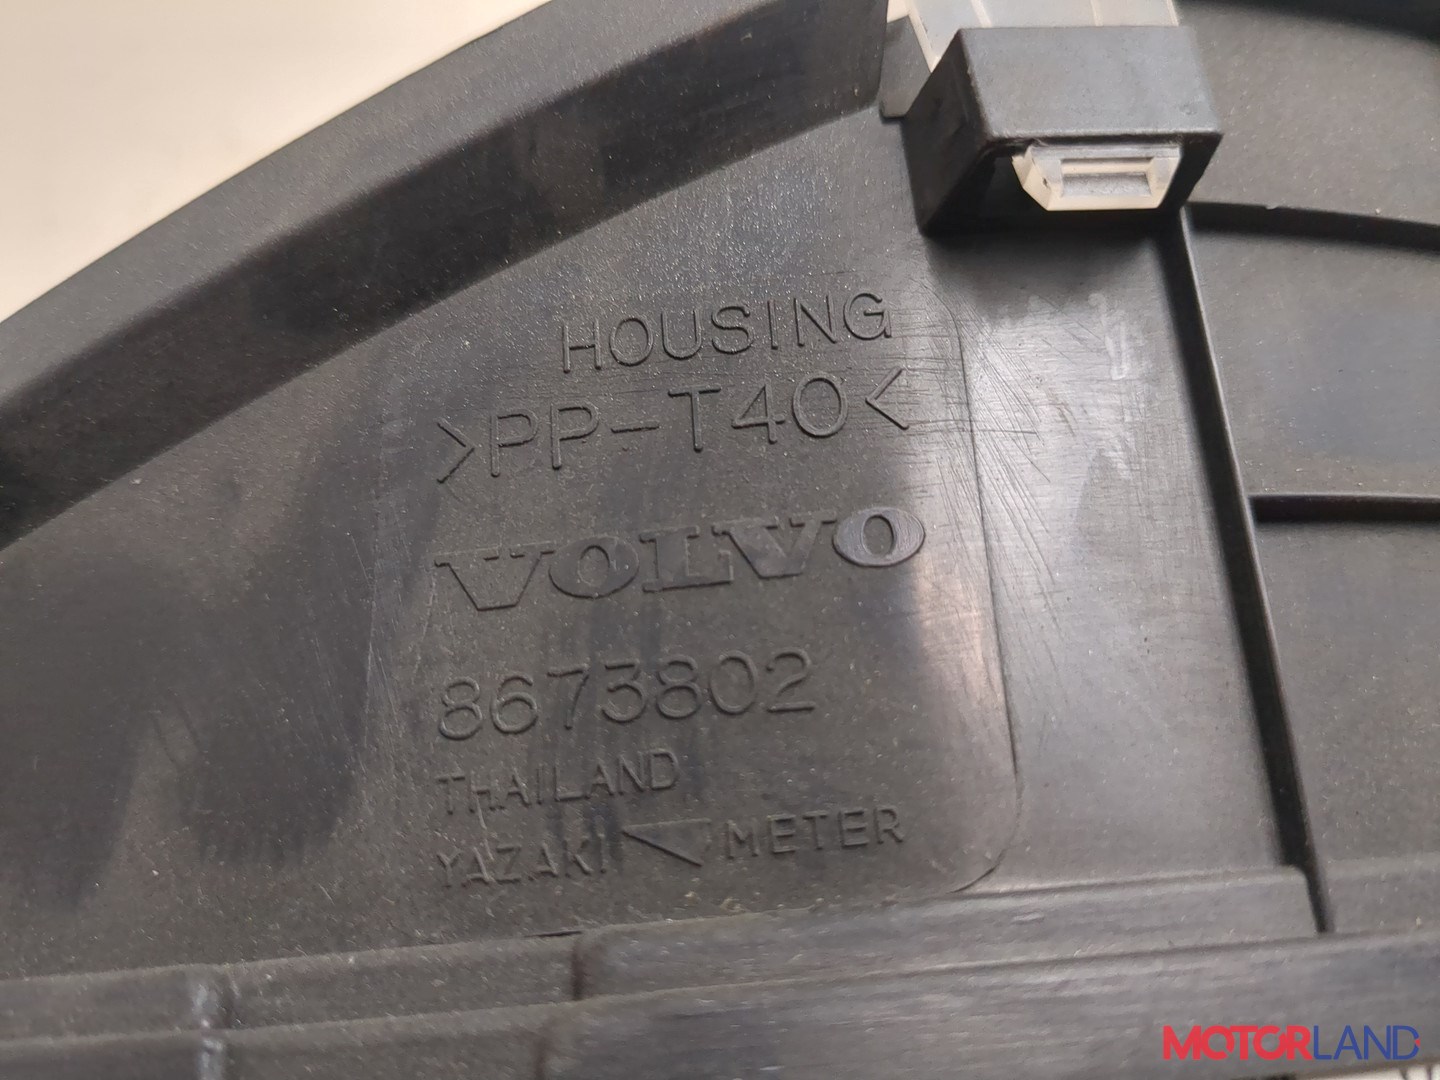 HOUSING
>PP-T40<
VOLVO
8673802
THAILAND
YAZAKI METER
MOTORLAND